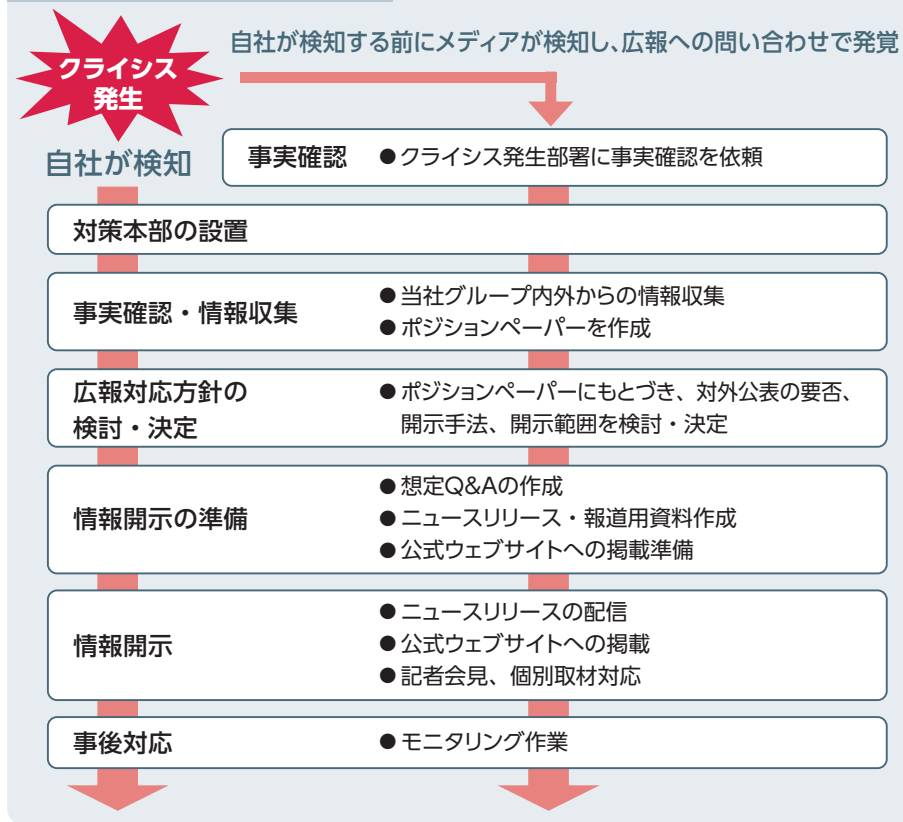 自社が検知する前にメディアが検知し、広報への問い合わせで発覚
クライシス
発生
自社が検知
事実確認 ●クライシス発生部署に事実確認を依頼
対策本部の設置
事実確認・情報収集
●当社グループ内外からの情報収集
●ポジションペーパーを作成
広報対応方針の
検討・決定
●ポジションペーパーにもとづき、対外公表の要否、
開示手法、開示範囲を検討・決定
情報開示の準備
●想定Q&Aの作成
●ニュースリリース・報道用資料作成
●公式ウェブサイトへの掲載準備
情報開示
●ニュースリリースの配信
●公式ウェブサイトへの掲載
●記者会見、個別取材対応
事後対応 ●モニタリング作業